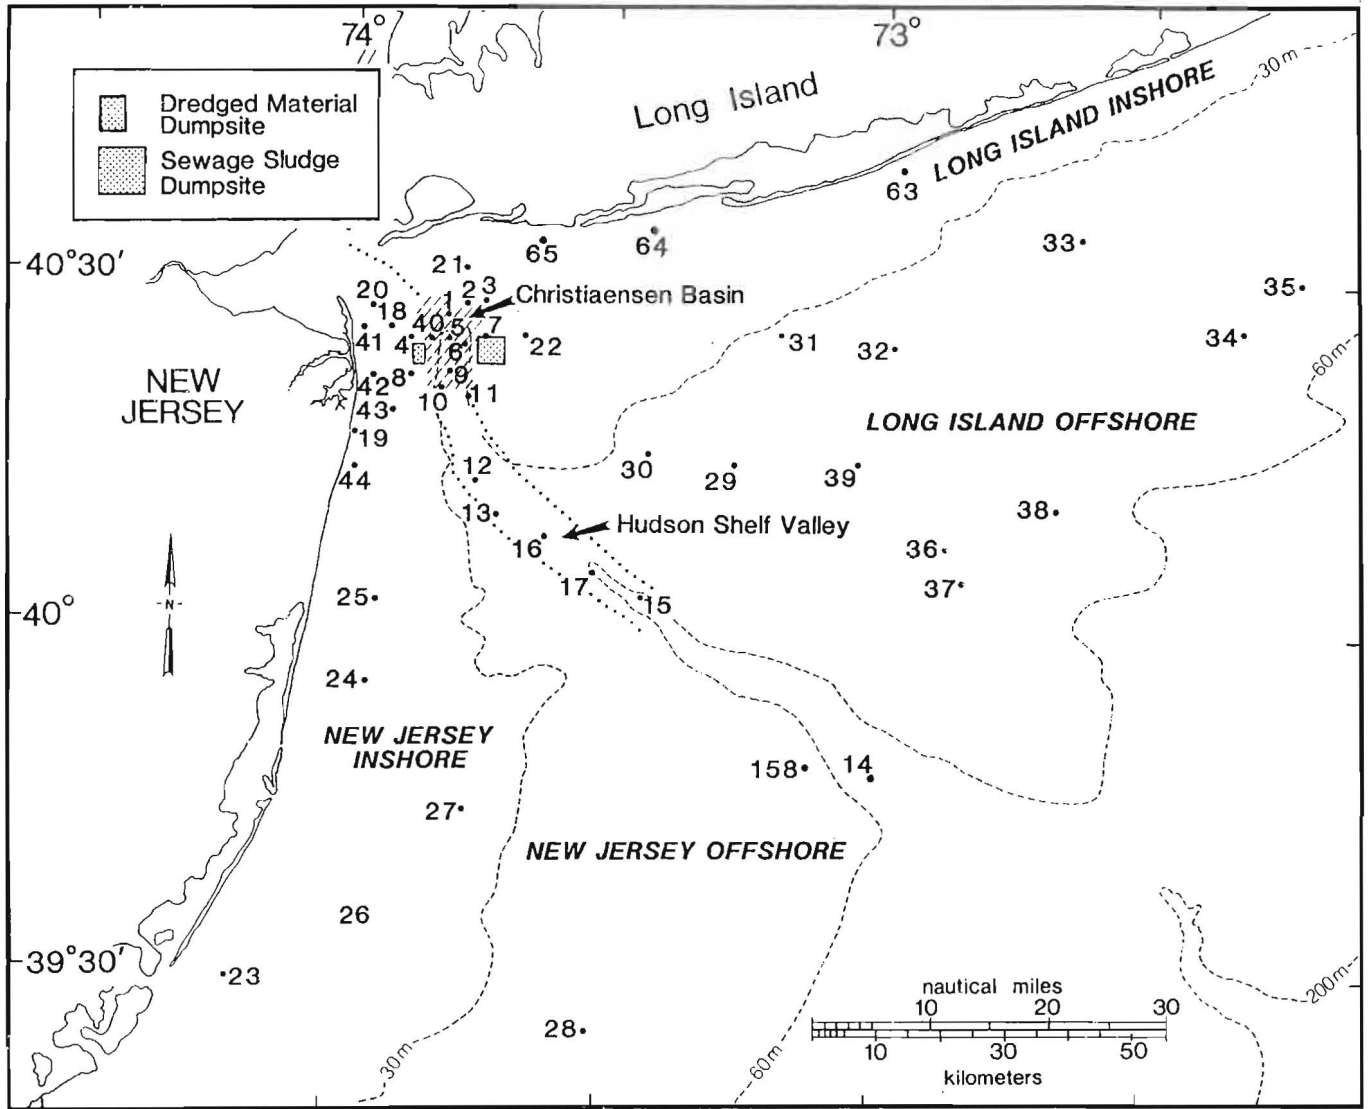 74°
73°
Dredged Material
Dumpsite
Sewage Sludge
Dumpsite
Long Island
LONG ISLAND INSHORE
30m
63
64
65
33
40°30'
21
35
20
18
1
2
3
Christiaensen Basin
40
5
7
41
4
6
22
31
32
34
60m
NEW
JERSEY
42
8
9
10
11
43
19
LONG ISLAND OFFSHORE
44
12
30
29
39
13
38
16
Hudson Shelf Valley
36
17
37
25
15
40°
N
24
NEW JERSEY
INSHORE
158
14
27
NEW JERSEY OFFSHORE
26
39°30'
23
28
30m
60m
200m
nautical miles
10 20 30
10 30 50
kilometers